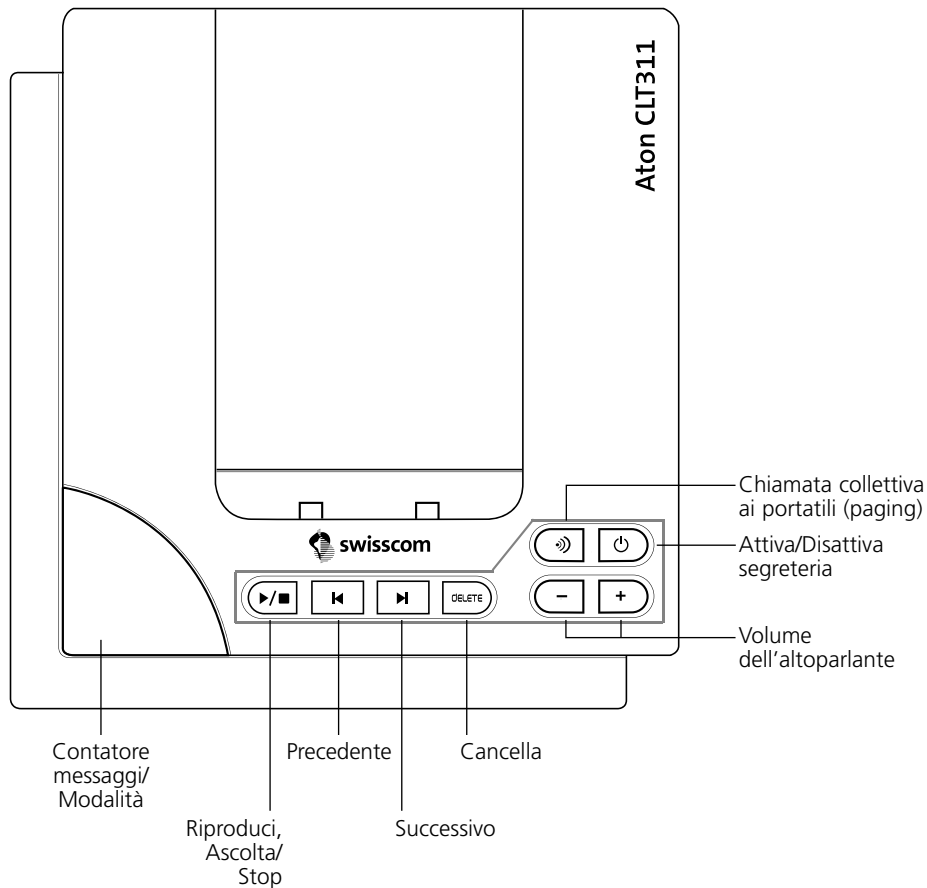 Aton CLT311
swisscom
DELETE
Chiamata collettiva
ai portatili (paging)
Attiva/Disattiva
segreteria
Volume
dell'altoparlante
Contatore
messaggi/
Modalità
Precedente
Cancella
Riproduci,
Ascolta/
Stop
Successivo